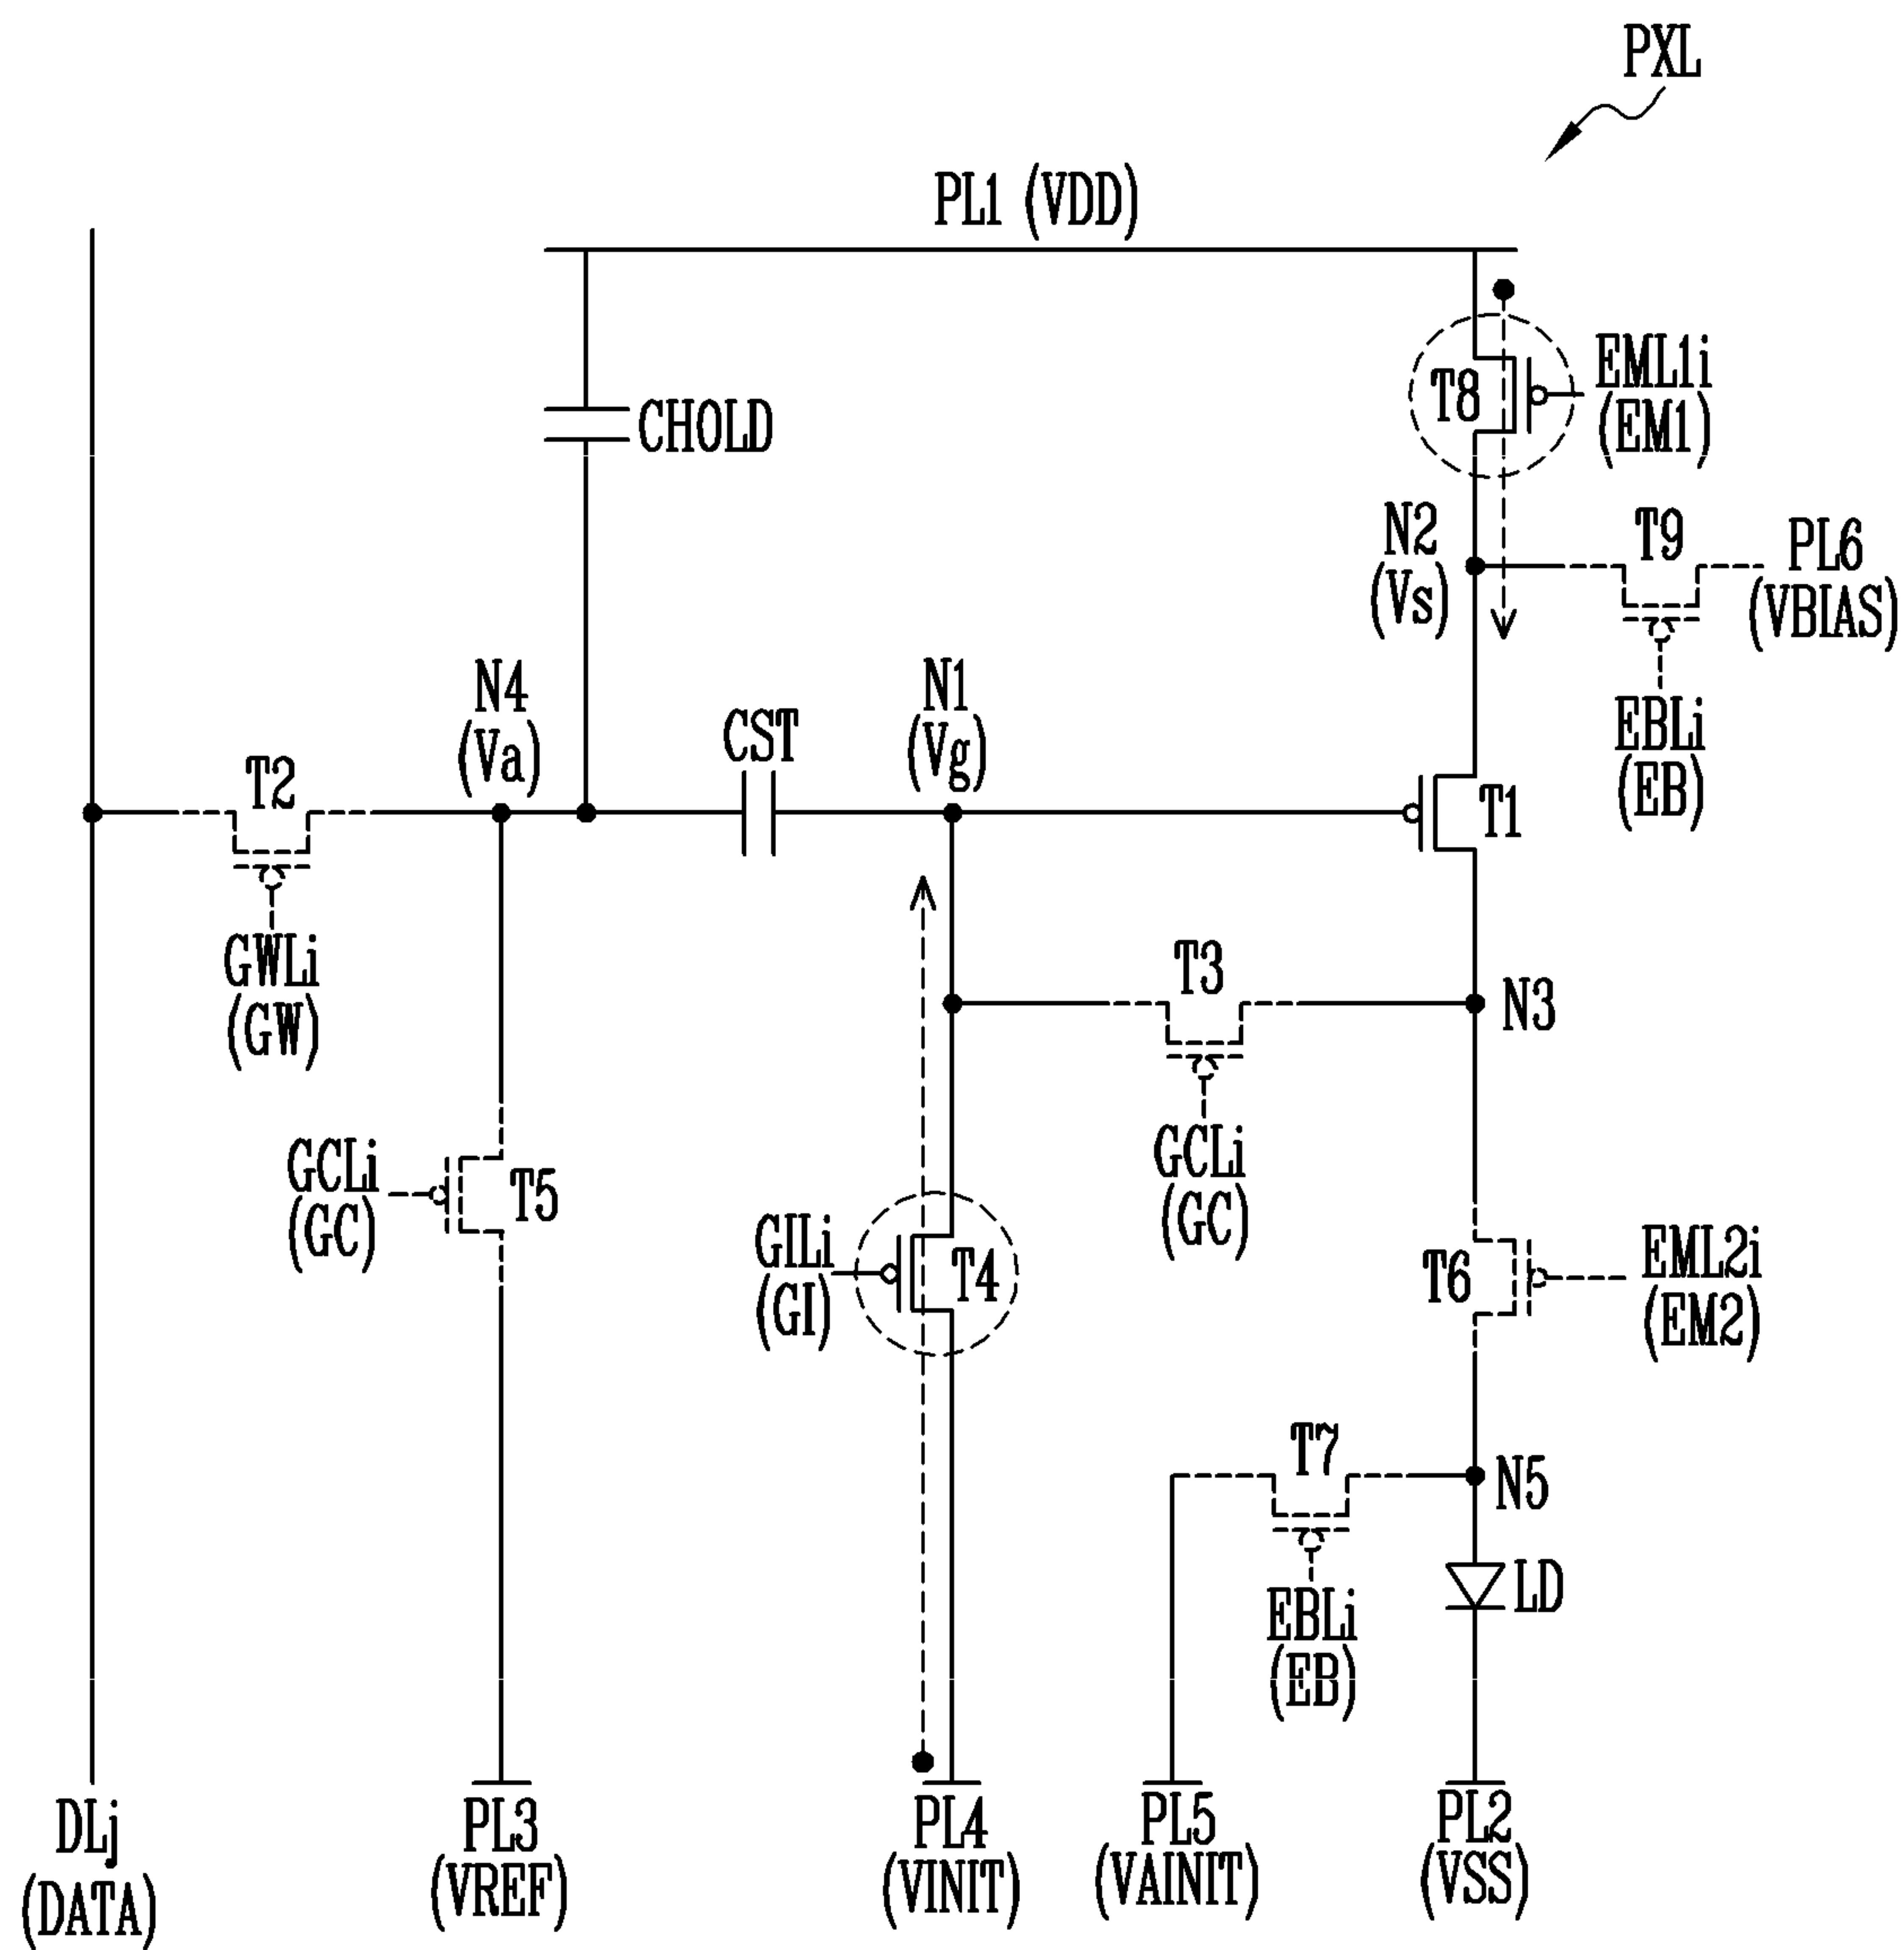 PXL
PL1 (VDD)
CHOLD
T8
EML1i
(EM1)
N2
(Vs)
T9
PL6
(VBIAS)
EBLi
(EB)
N4
(Va)
CST
N1
(Vg)
T2
T1
GWLi
(GW)
T3
N3
GCLi
(GC)
T5
GCLi
(GC)
GILi
(GI)
T4
T6
EML2i
(EM2)
T7
N5
EBLi
(EB)
LD
DLj
(DATA)
PL3
(VREF)
PL4
(VINIT)
PL5
(VAINIT)
PL2
(VSS)